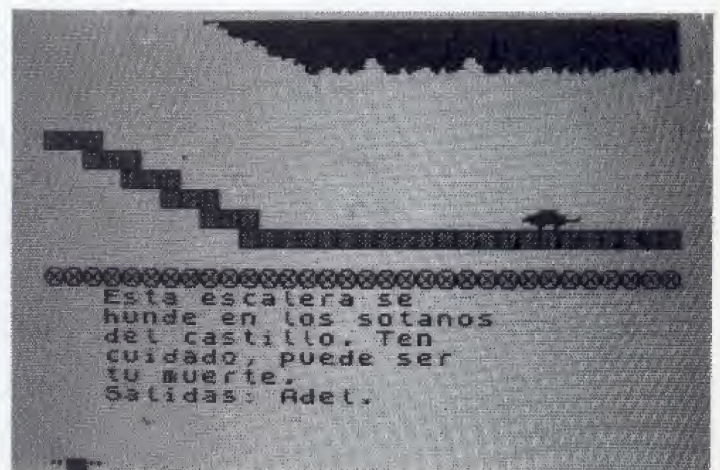 Esta escalera se
hunde en los sotanos
del castillo. Ten
cuidado, puede ser
tu muerte.
Salidas: Adel.